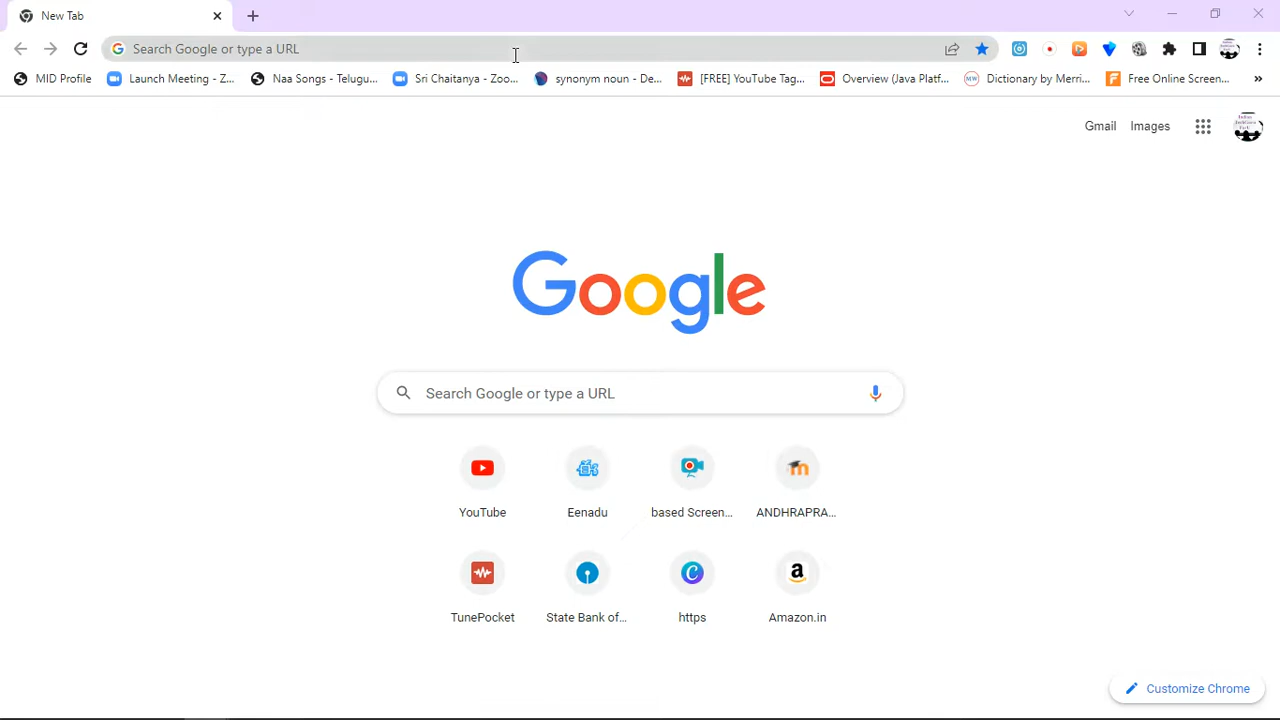 New Tab
Search Google or type a URL
MID Profile
Launch Meeting - Z...
Naa Songs - Telugu...
Sri Chaitanya - Zoo...
synonym noun - De...
[FREE] YouTube Tag...
Overview (Java Platf...
Dictionary by Merri...
Free Online Screen...
»
Gmail
Images
Google
Search Google or type a URL
YouTube
Eenadu
based Screen...
ANDHRAPRA...
TunePocket
State Bank of...
https
Amazon.in
Customize Chrome